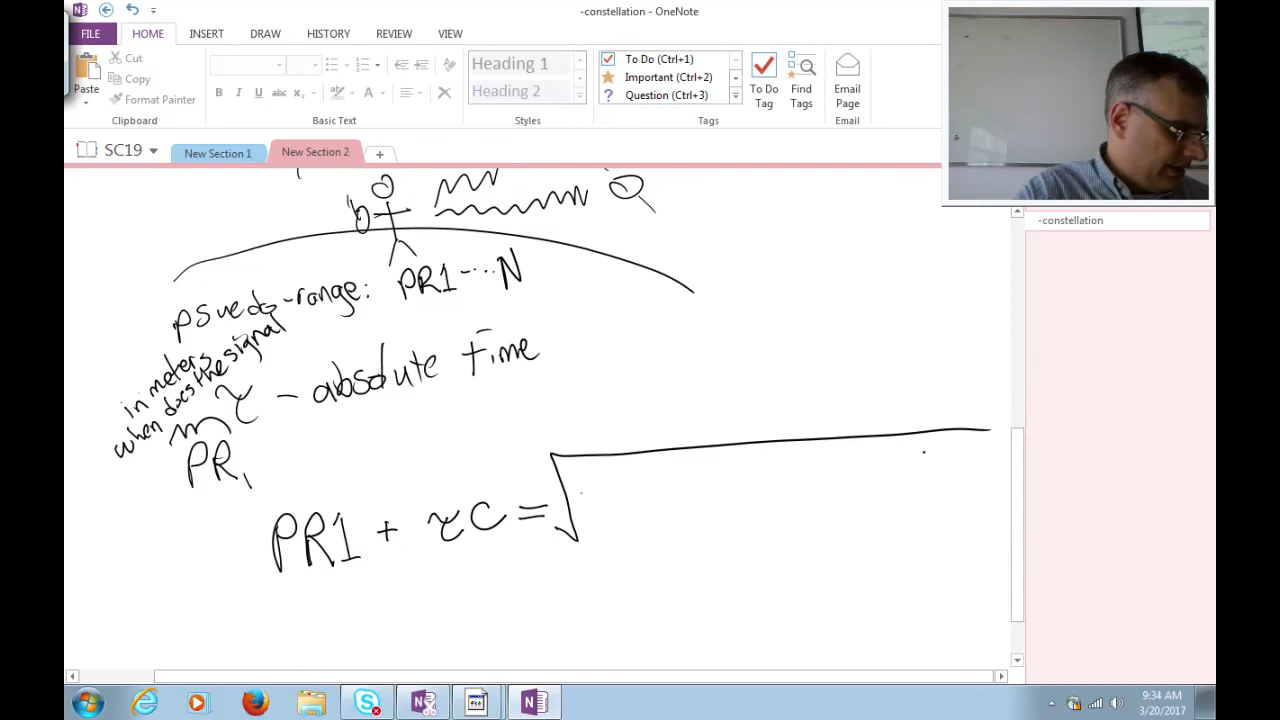 -constellation - OneNote
FILE HOME INSERT DRAW HISTORY REVIEW VIEW
Paste
Cut
Copy
Format Painter
Clipboard
B I U abc x₂ A
Basic Text
Heading 1
Heading 2
Styles
To Do (Ctrl+1)
Important (Ctrl+2)
Question (Ctrl+3)
Tags
To Do Tag
Find Tags
Email Page
Email
SC19
New Section 1
New Section 2
+
-constellation
psuedo-range: PR1 --- N
in meters
when does the signal
τ - absolute time
PR1
PR1 + τC = √
9:34 AM
3/20/2017